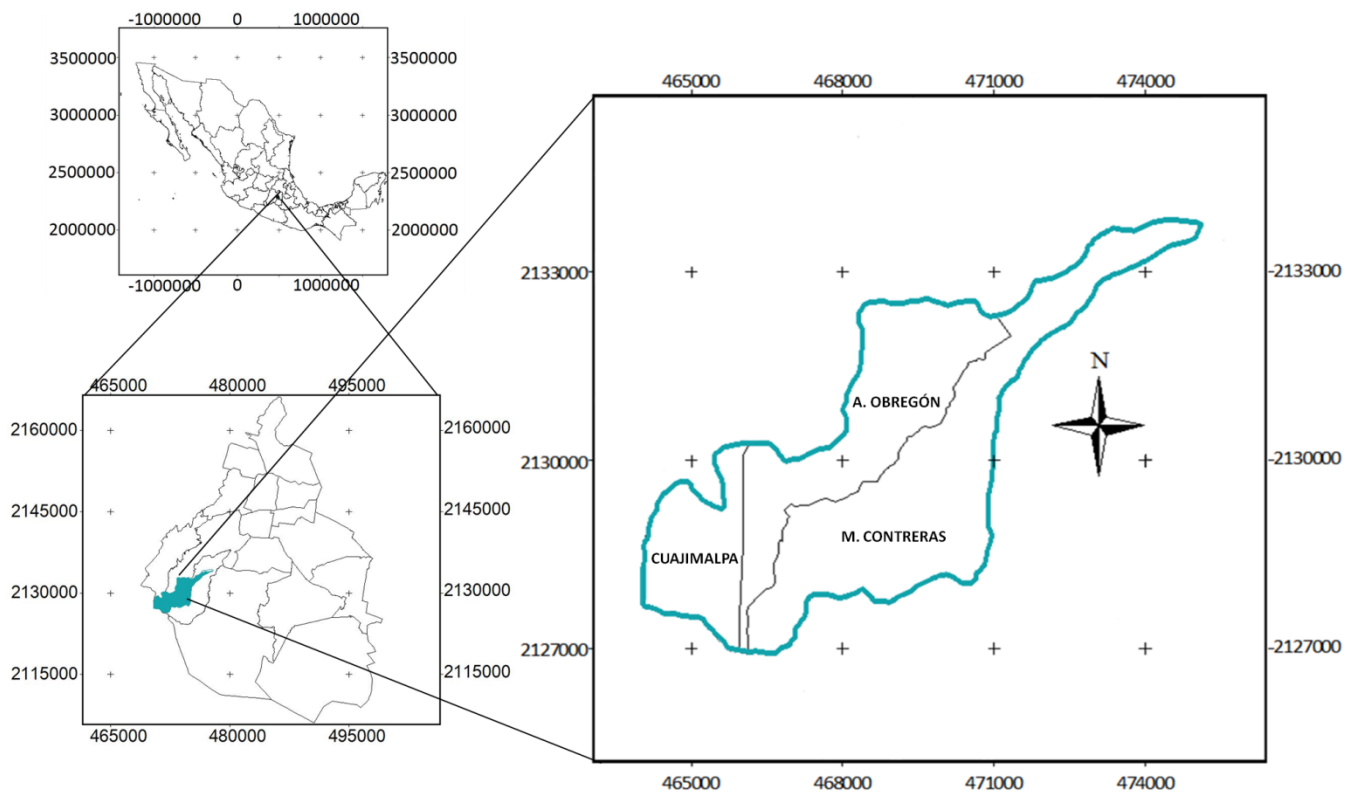 -1000000 0 1000000
3500000 3500000
3000000 3000000
2500000 2500000
2000000 2000000
-1000000 0 1000000
465000 480000 495000
2160000 2160000
2145000 2145000
2130000 2130000
2115000 2115000
465000 480000 495000
465000 468000 471000 474000
2133000 2133000
N
A. OBREGÓN
2130000 2130000
M. CONTRERAS
CUAJIMALPA
2127000 2127000
465000 468000 471000 474000